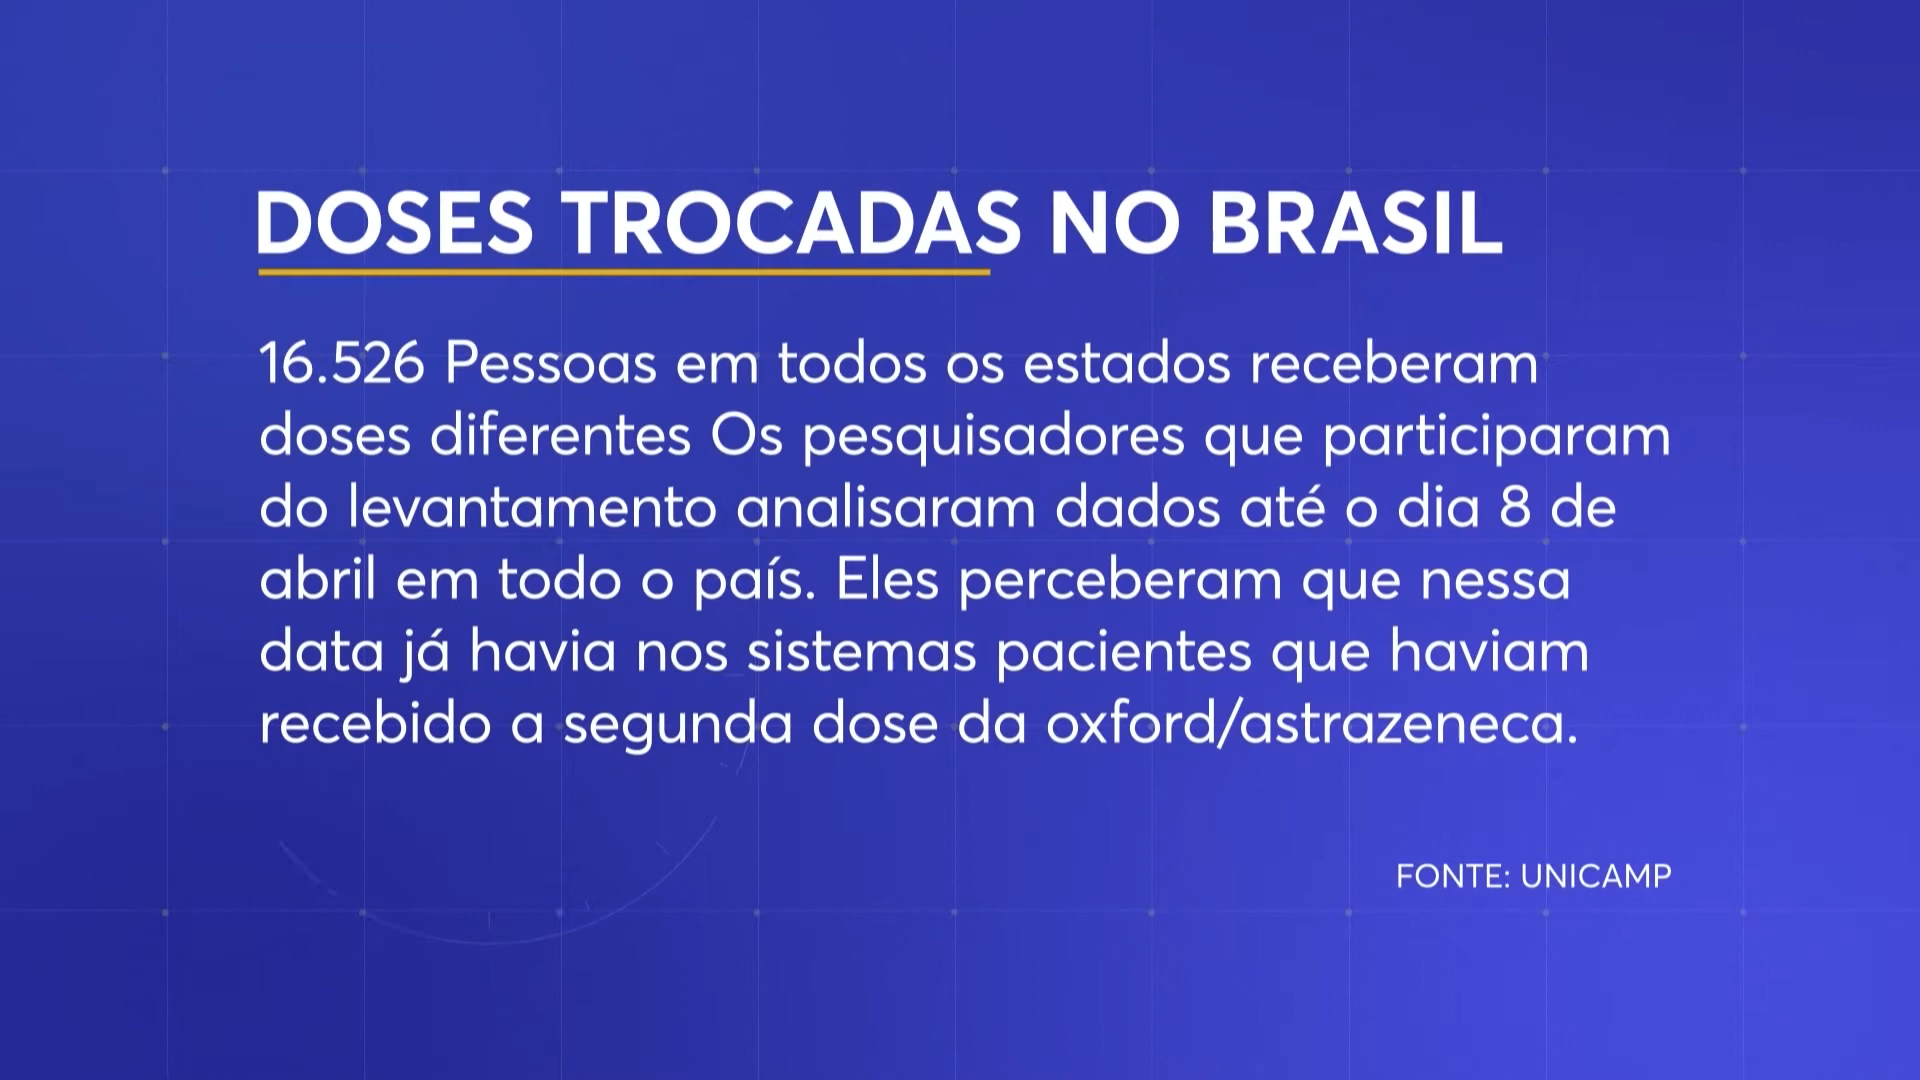 DOSES TROCADAS NO BRASIL
16.526 Pessoas em todos os estados receberam
doses diferentes Os pesquisadores que participaram
do levantamento analisaram dados até o dia 8 de
abril em todo o país. Eles perceberam que nessa
data já havia nos sistemas pacientes que haviam
recebido a segunda dose da oxford/astrazeneca.
FONTE: UNICAMP